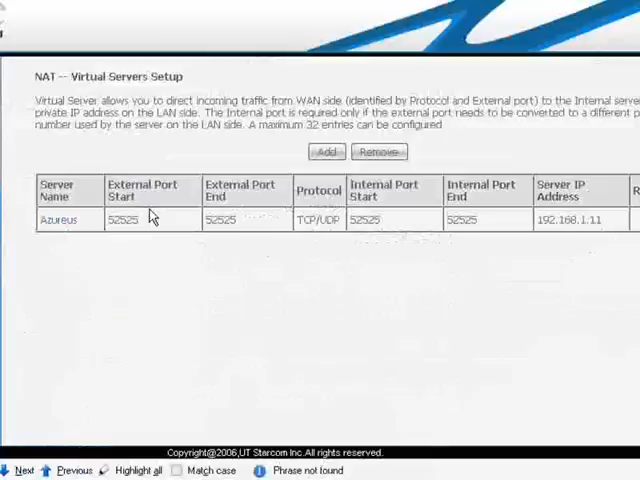 NAT -- Virtual Servers Setup
Virtual Server allows you to direct incoming traffic from WAN side (identified by Protocol and External port) to the Internal server
private IP address on the LAN side. The Internal port is required only if the external port needs to be converted to a different p
number used by the server on the LAN side. A maximum 32 entries can be configured
Add Remove
Server Name External Port Start External Port End Protocol Internal Port Start Internal Port End Server IP Address R
Azureus 52525 52525 TCP/UDP 52525 52525 192.168.1.11
Copyright@2006,UT Starcom Inc.All rights reserved.
Next Previous Highlight all Match case Phrase not found